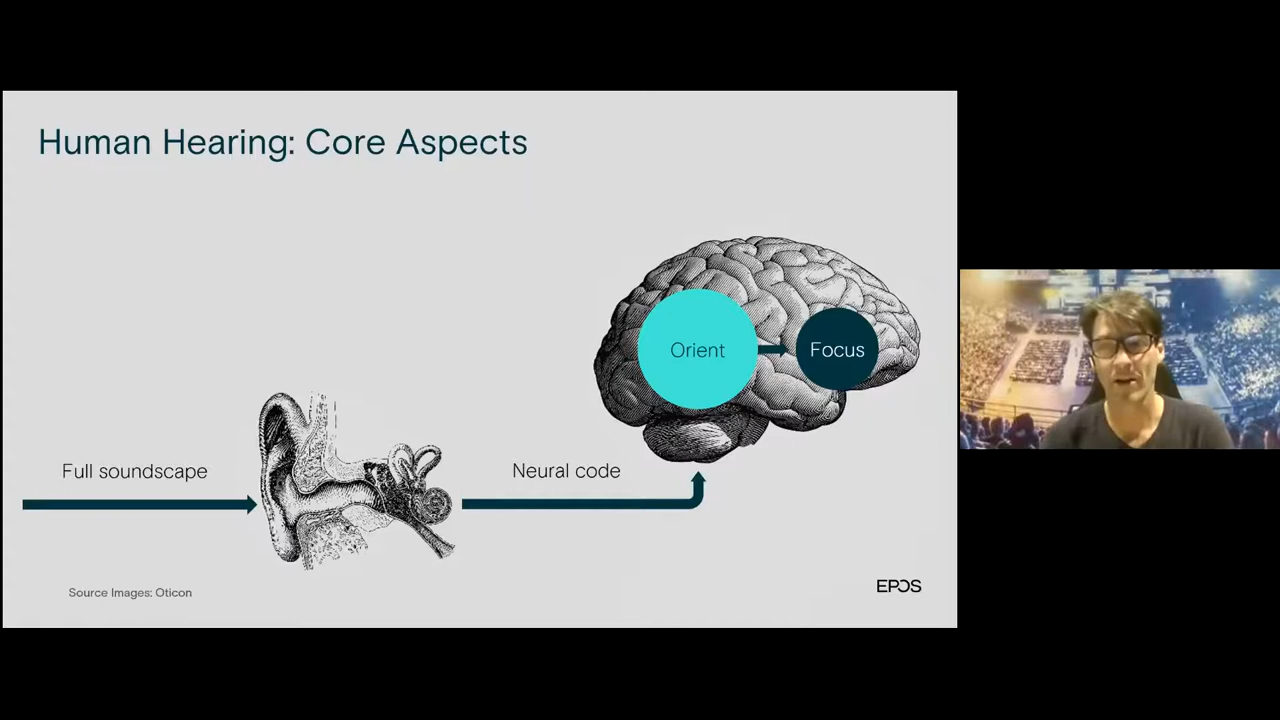 Human Hearing: Core Aspects
Orient
Focus
Full soundscape
Neural code
Source Images: Oticon
EPOS